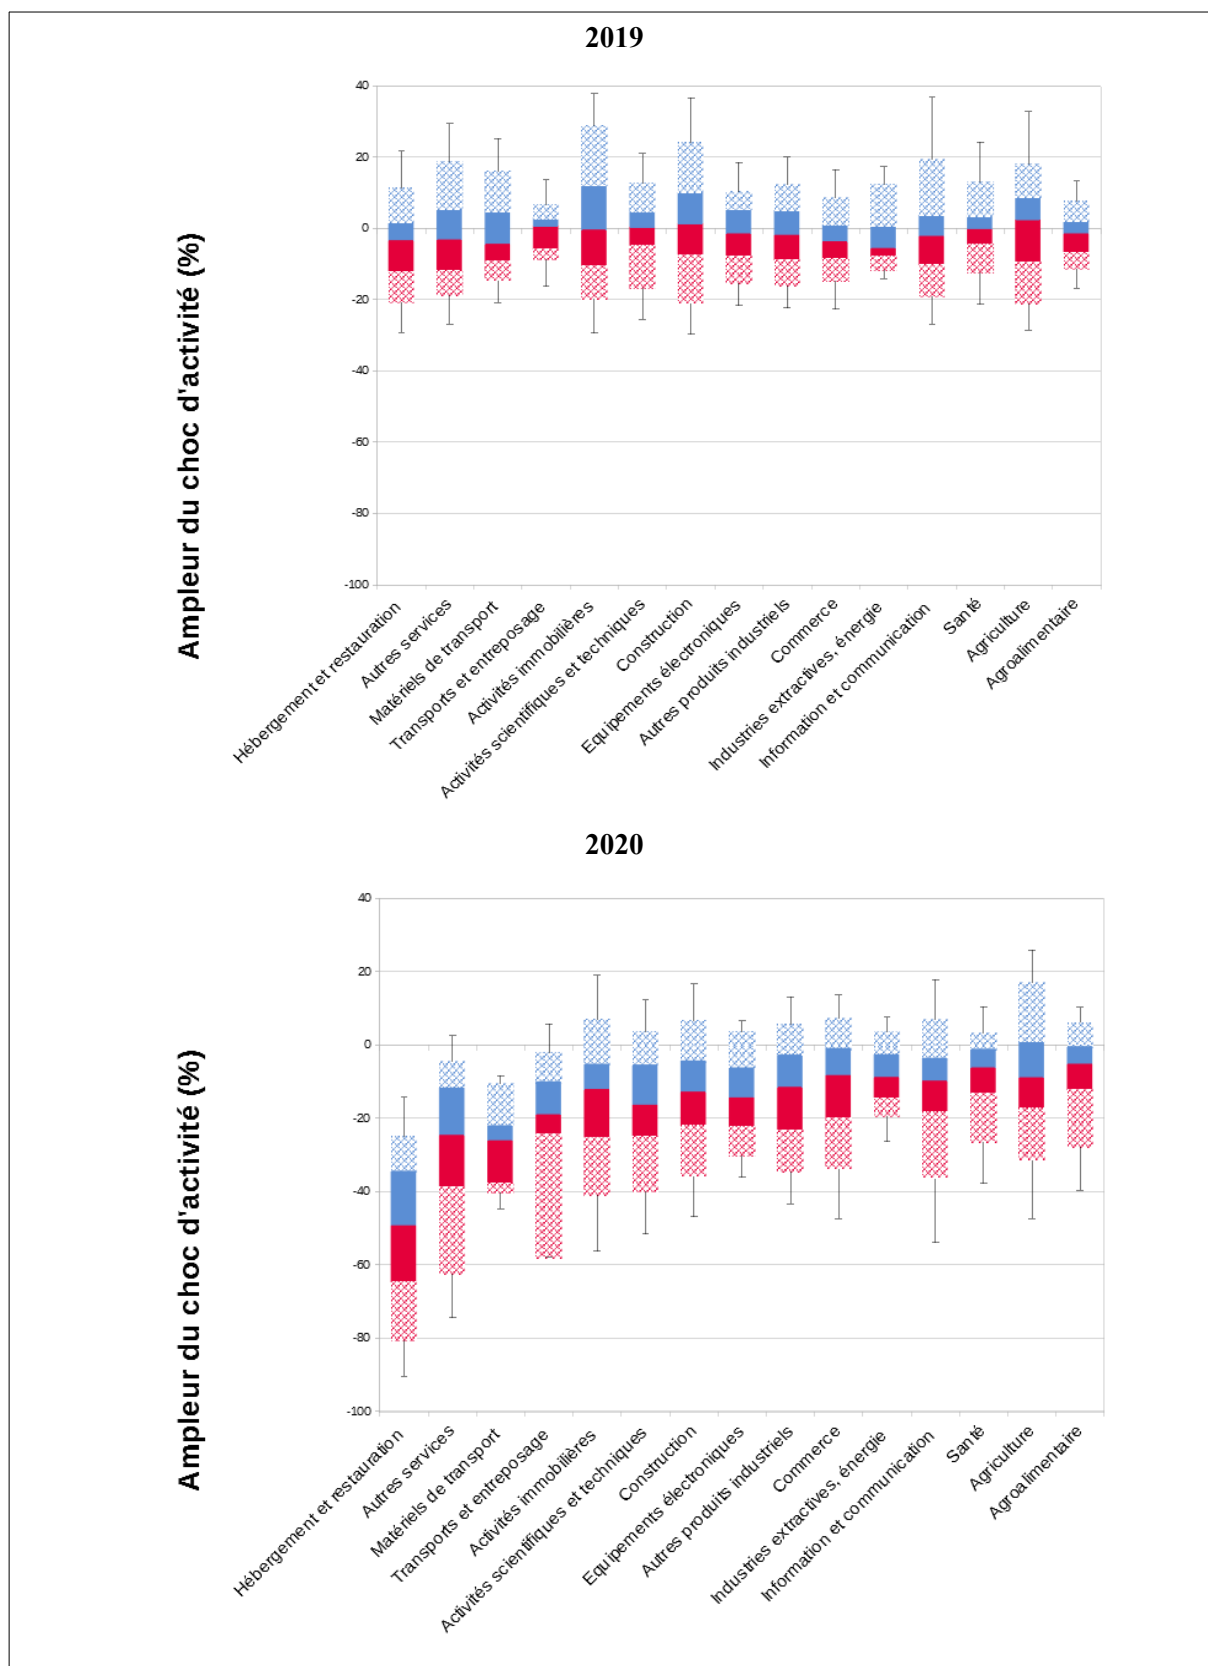 2019
Ampleur du choc d'activité (%)
40
20
0
-20
-40
-60
-80
-100
Hébergement et restauration
Autres services
Matériels de transport
Transports et entreposage
Activités immobilières
Activités scientifiques et techniques
Construction
Equipements électroniques
Autres produits industriels
Commerce
Industries extractives, énergie
Information et communication
Santé
Agriculture
Agroalimentaire
2020
Ampleur du choc d'activité (%)
40
20
0
-20
-40
-60
-80
-100
Hébergement et restauration
Autres services
Matériels de transport
Transports et entreposage
Activités immobilières
Activités scientifiques et techniques
Construction
Equipements électroniques
Autres produits industriels
Commerce
Industries extractives, énergie
Information et communication
Santé
Agriculture
Agroalimentaire